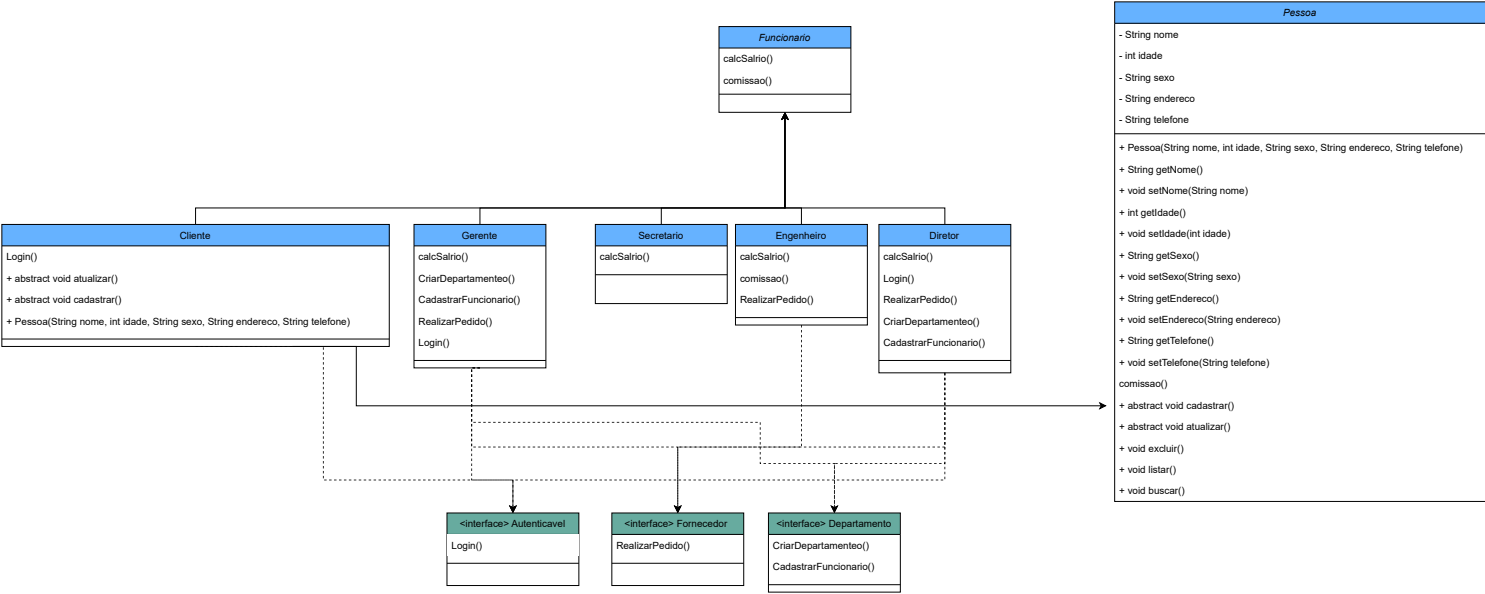 Funcionario
calcSalrio()
comissao()
Pessoa
- String nome
- int idade
- String sexo
- String endereco
- String telefone
+ Pessoa(String nome, int idade, String sexo, String endereco, String telefone)
+ String getNome()
+ void setNome(String nome)
+ int getIdade()
+ void setIdade(int idade)
+ String getSexo()
+ void setSexo(String sexo)
+ String getEndereco()
+ void setEndereco(String endereco)
+ String getTelefone()
+ void setTelefone(String telefone)
comissao()
+ abstract void cadastrar()
+ abstract void atualizar()
+ void excluir()
+ void listar()
+ void buscar()
Cliente
Login()
+ abstract void atualizar()
+ abstract void cadastrar()
+ Pessoa(String nome, int idade, String sexo, String endereco, String telefone)
Gerente
calcSalrio()
CriarDepartamenteo()
CadastrarFuncionario()
RealizarPedido()
Login()
Secretario
calcSalrio()
Engenheiro
calcSalrio()
comissao()
RealizarPedido()
Diretor
calcSalrio()
Login()
RealizarPedido()
CriarDepartamenteo()
CadastrarFuncionario()
<interface> Autenticavel
Login()
<interface> Fornecedor
RealizarPedido()
<interface> Departamento
CriarDepartamenteo()
CadastrarFuncionario()